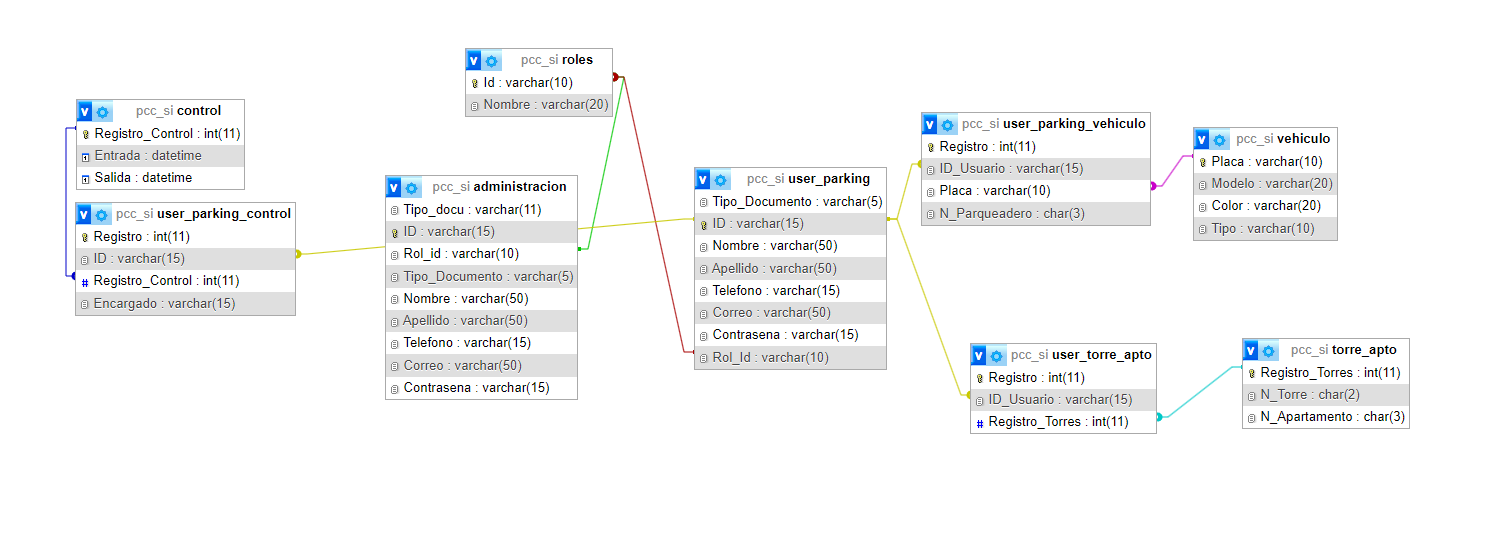 pcc_si roles
Id : varchar(10)
Nombre : varchar(20)
pcc_si control
Registro_Control : int(11)
Entrada : datetime
Salida : datetime
pcc_si user_parking_control
Registro : int(11)
ID : varchar(15)
Registro_Control : int(11)
Encargado : varchar(15)
pcc_si administracion
Tipo_docu : varchar(11)
ID : varchar(15)
Rol_id : varchar(10)
Tipo_Documento : varchar(5)
Nombre : varchar(50)
Apellido : varchar(50)
Telefono : varchar(15)
Correo : varchar(50)
Contrasena : varchar(15)
pcc_si user_parking
Tipo_Documento : varchar(5)
ID : varchar(15)
Nombre : varchar(50)
Apellido : varchar(50)
Telefono : varchar(15)
Correo : varchar(50)
Contrasena : varchar(15)
Rol_Id : varchar(10)
pcc_si user_parking_vehiculo
Registro : int(11)
ID_Usuario : varchar(15)
Placa : varchar(10)
N_Parqueadero : char(3)
pcc_si vehiculo
Placa : varchar(10)
Modelo : varchar(20)
Color : varchar(20)
Tipo : varchar(10)
pcc_si user_torre_apto
Registro : int(11)
ID_Usuario : varchar(15)
Registro_Torres : int(11)
pcc_si torre_apto
Registro_Torres : int(11)
N_Torre : char(2)
N_Apartamento : char(3)